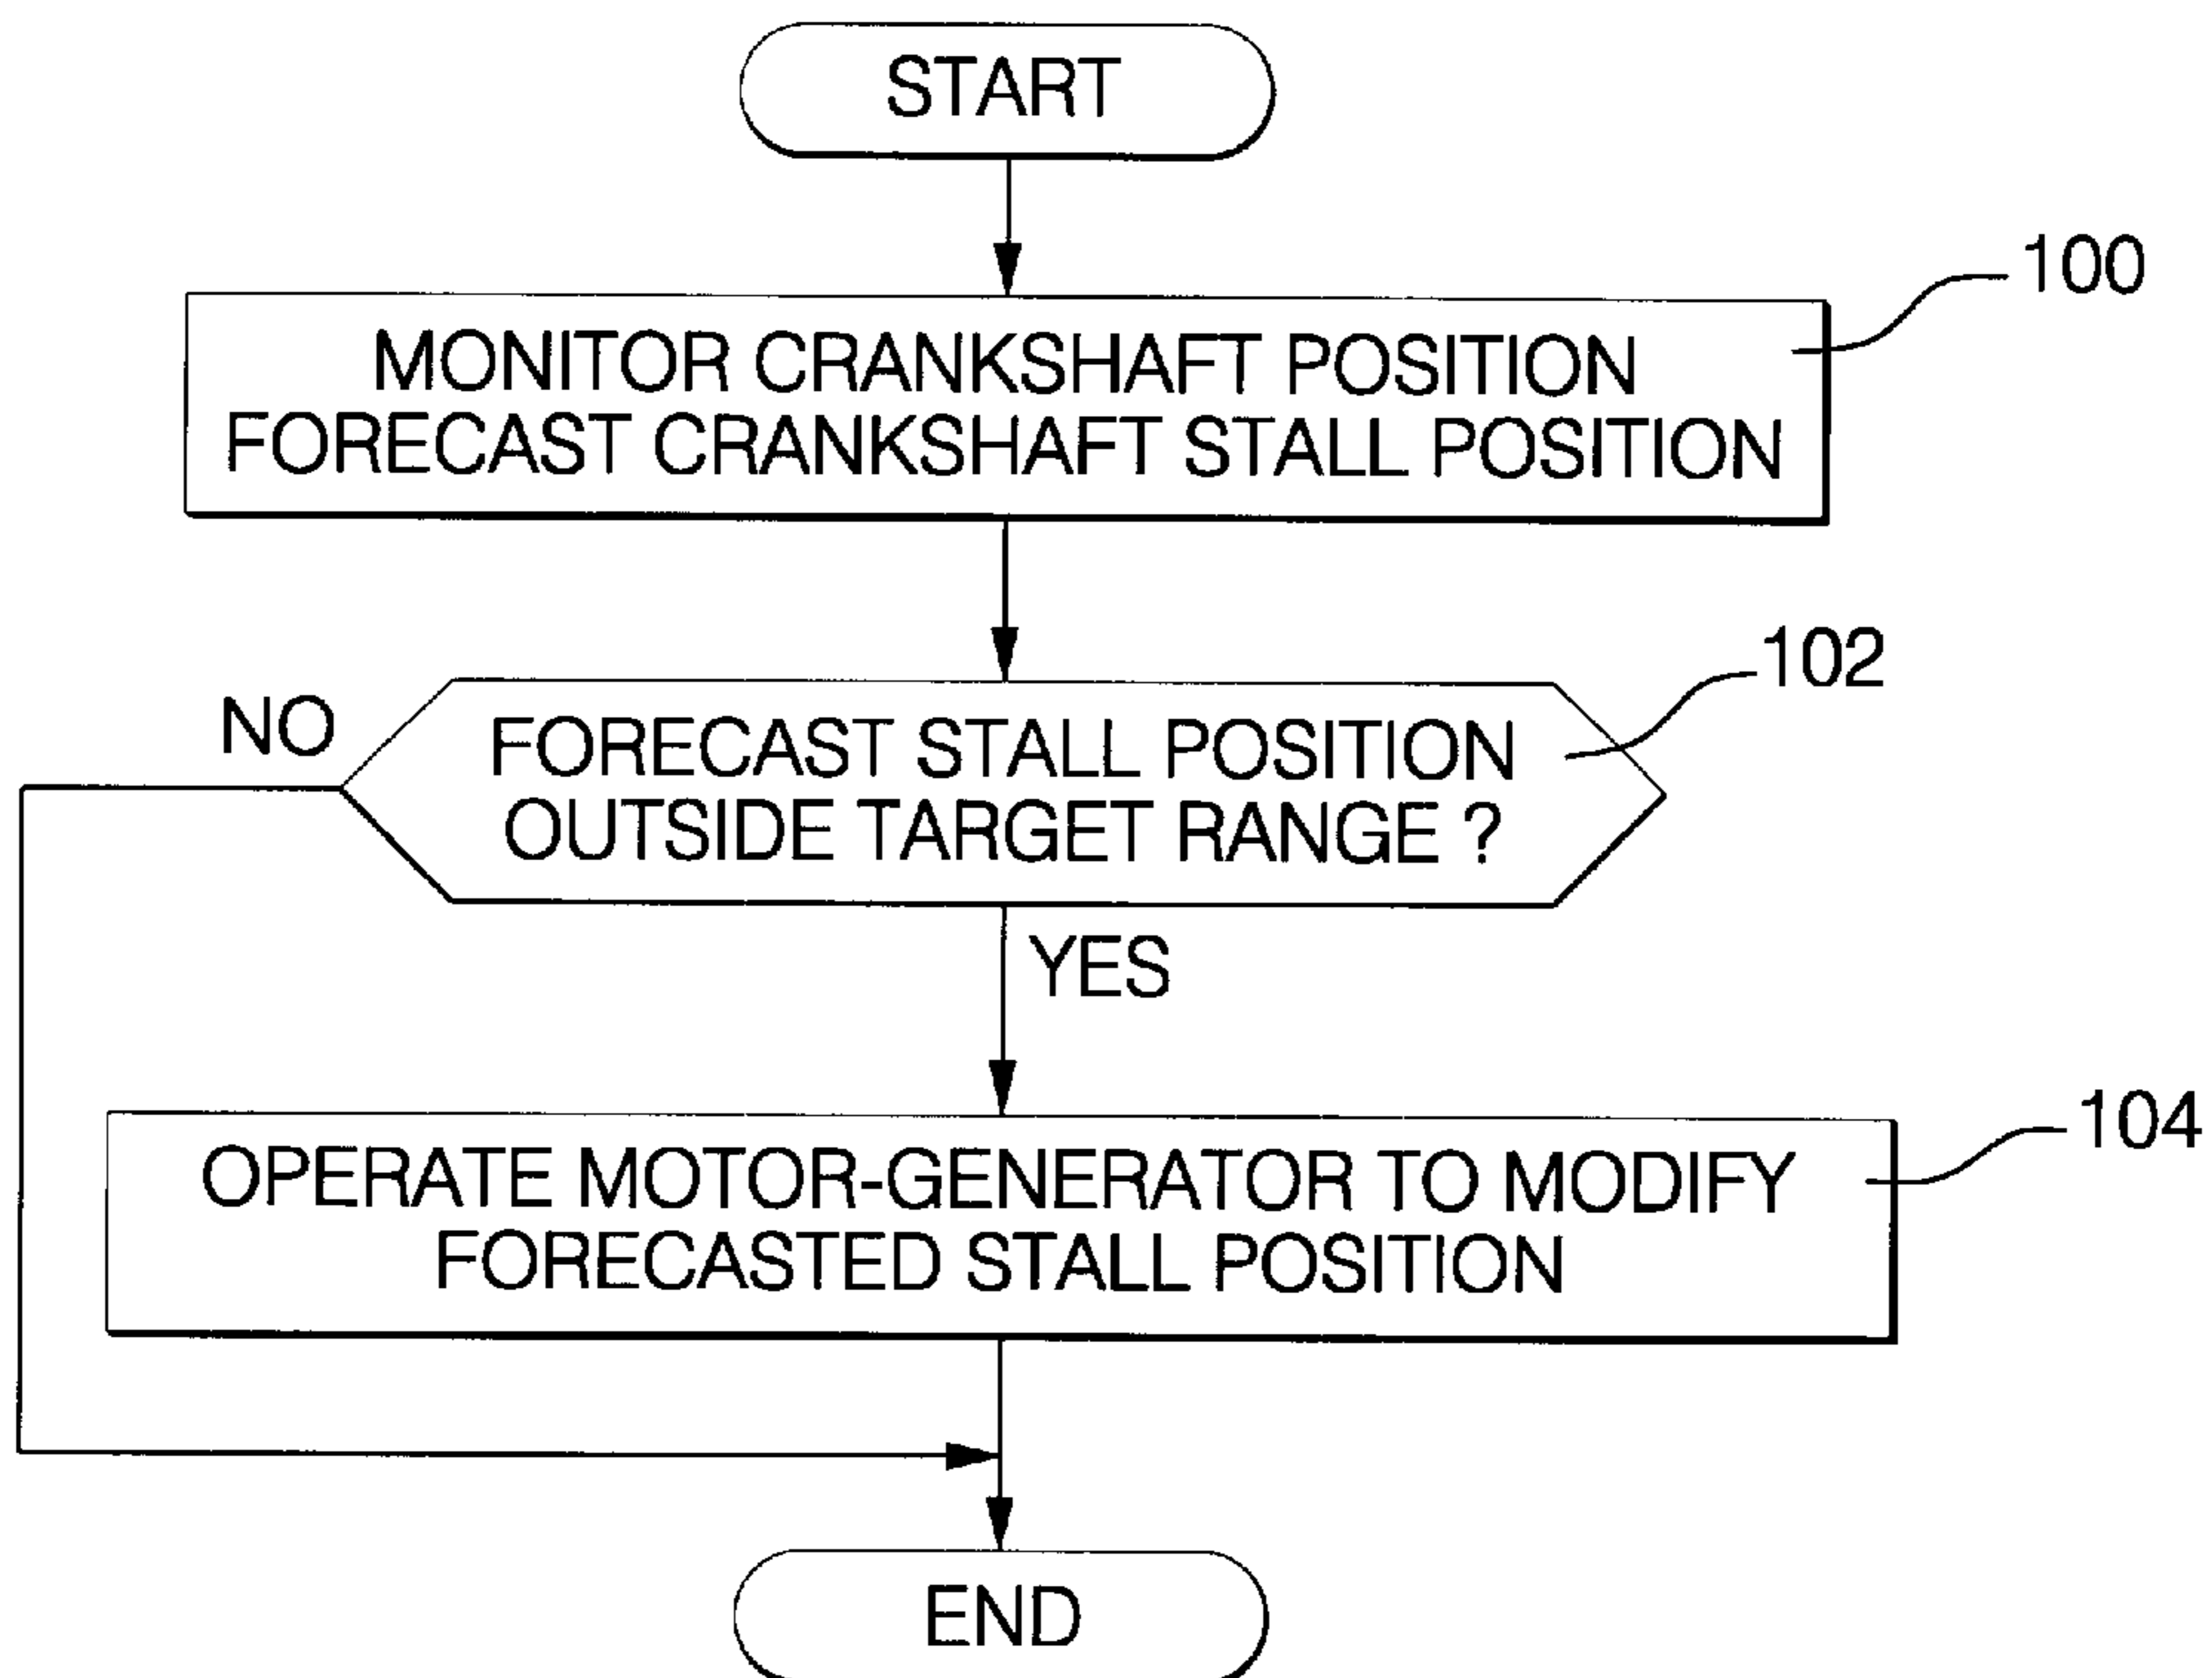 START
100
MONITOR CRANKSHAFT POSITION
FORECAST CRANKSHAFT STALL POSITION
102
NO
FORECAST STALL POSITION
OUTSIDE TARGET RANGE ?
YES
104
OPERATE MOTOR-GENERATOR TO MODIFY
FORECASTED STALL POSITION
END